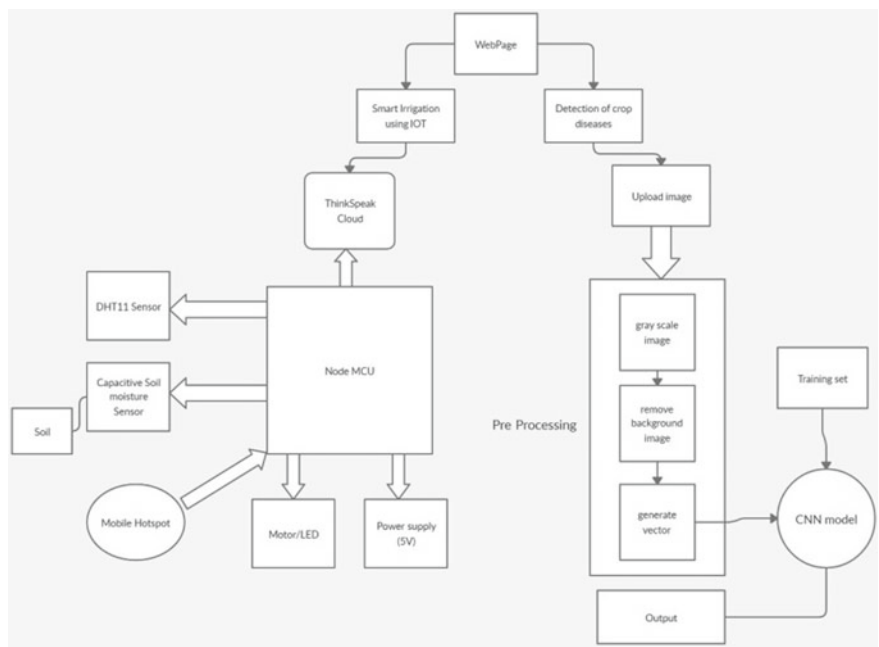 WebPage
Smart Irrigation
using IOT
Detection of crop
diseases
ThinkSpeak
Cloud
Upload image
DHT11 Sensor
Node MCU
gray scale
image
Capacitive Soil
moisture
Sensor
Training set
Soil
remove
background
image
Pre Processing
Mobile Hotspot
Motor/LED
Power supply
(5V)
generate
vector
CNN model
Output